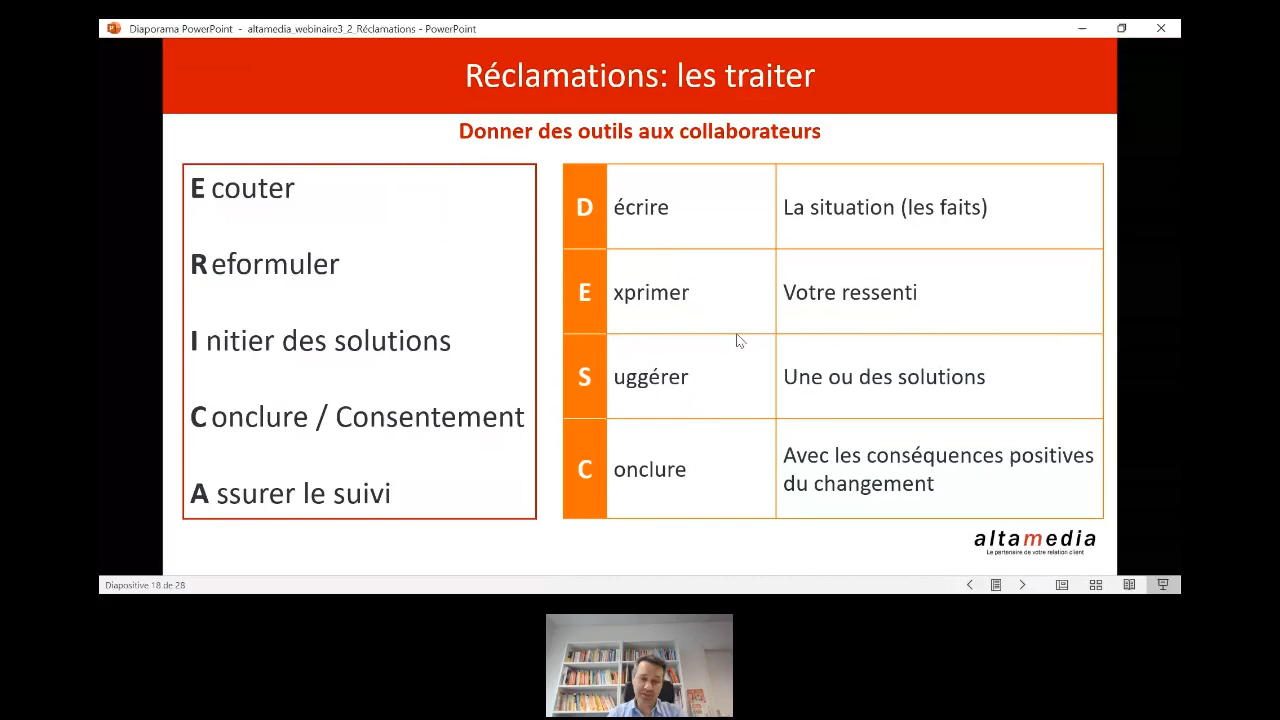 Diaporama PowerPoint - altamedia_webinaire3_2_Réclamations - PowerPoint
Réclamations: les traiter
Donner des outils aux collaborateurs
E couter
R eformuler
I nitier des solutions
C onclure / Consentement
A ssurer le suivi
D écrire La situation (les faits)
E xprimer Votre ressenti
S uggérer Une ou des solutions
C onclure Avec les conséquences positives
du changement
altamedia
Le partenaire de votre relation client
Diapositive 18 de 28